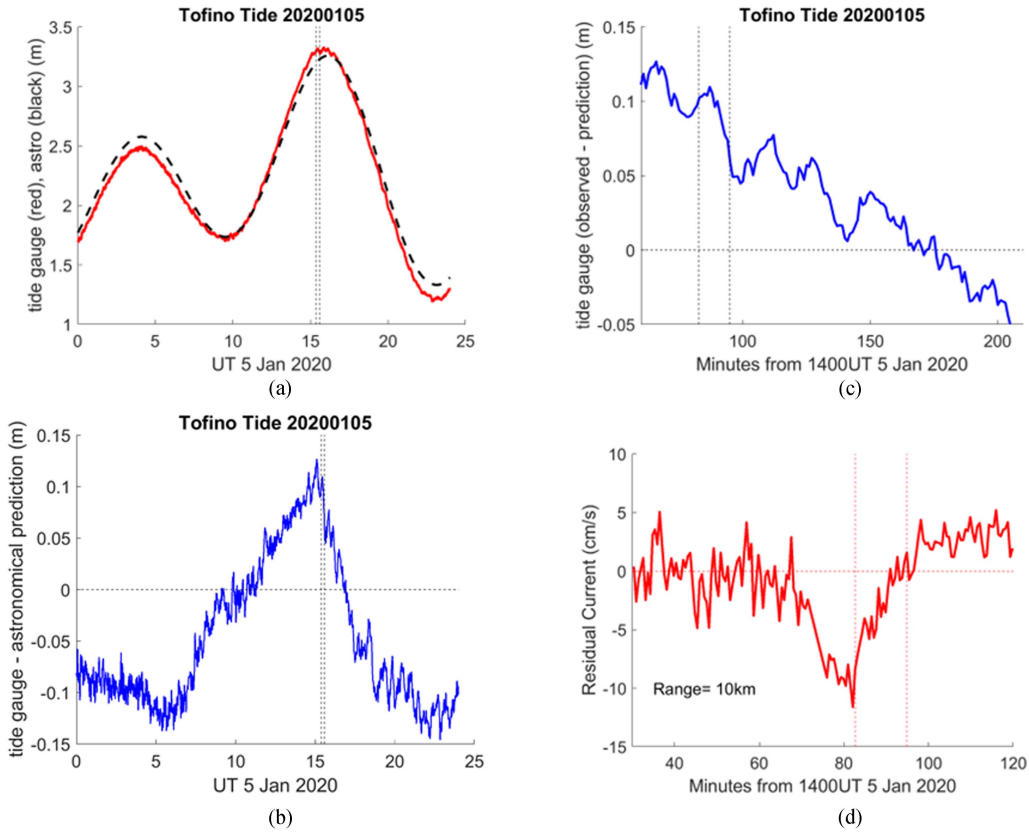 Tofino Tide 20200105
tide gauge (red), astro (black) (m)
3.5
3
2.5
2
1.5
1
0
5
10
15
20
25
UT 5 Jan 2020
(a)
Tofino Tide 20200105
tide gauge (observed - prediction) (m)
0.15
0.1
0.05
0
-0.05
100
150
200
Minutes from 1400UT 5 Jan 2020
(c)
Tofino Tide 20200105
tide gauge - astronomical prediction (m)
0.15
0.1
0.05
0
-0.05
-0.1
-0.15
0
5
10
15
20
25
UT 5 Jan 2020
(b)
Residual Current (cm/s)
10
5
0
-5
-10
-15
Range= 10km
40
60
80
100
120
Minutes from 1400UT 5 Jan 2020
(d)